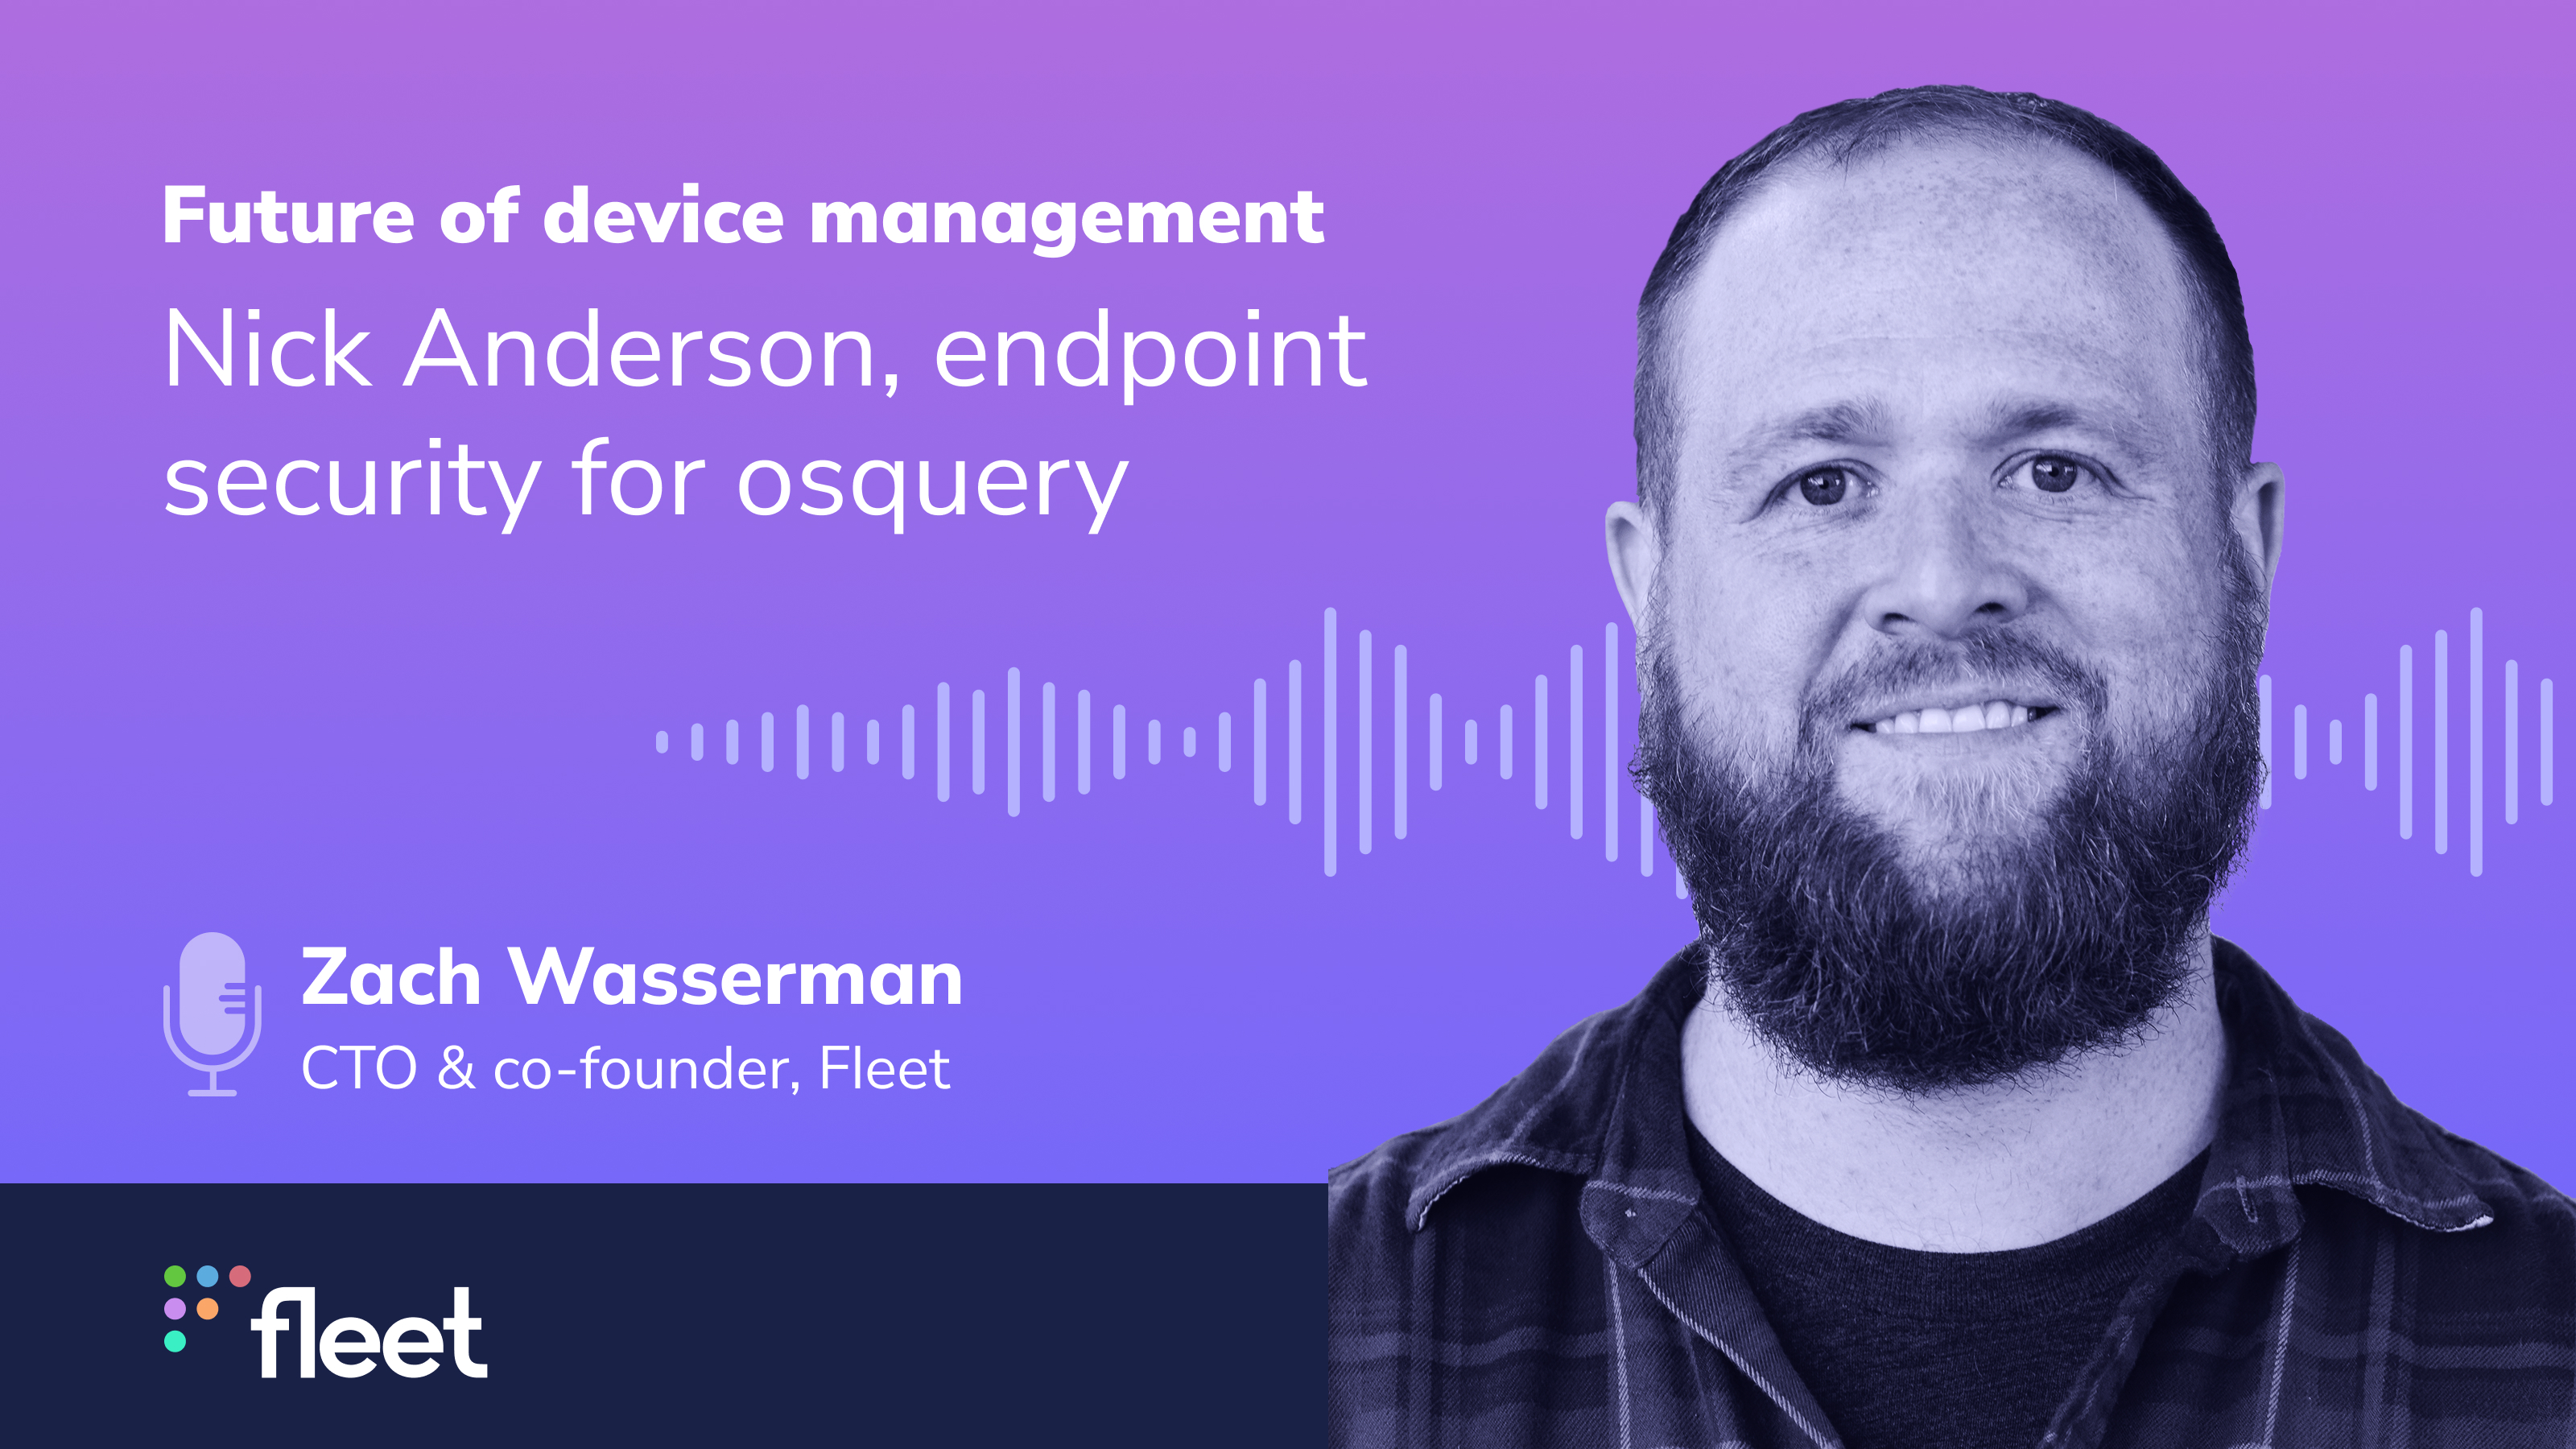 Future of device management
Nick Anderson, endpoint
security for osquery
Zach Wasserman
CTO & co-founder, Fleet
fleet